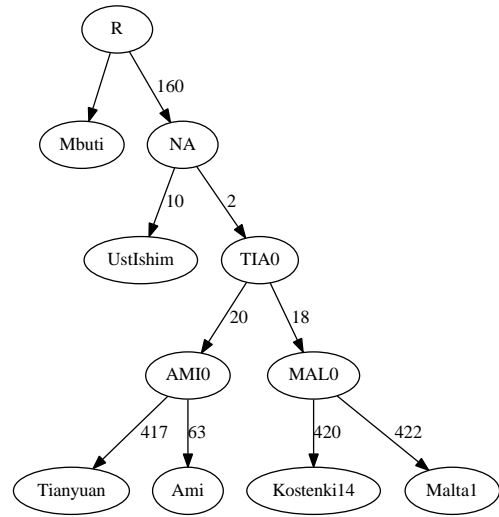 R
160
Mbuti
NA
10
2
UstIshim
TIA0
20
18
AMI0
MAL0
417
63
420
422
Tianyuan
Ami
Kostenki14
Malta1